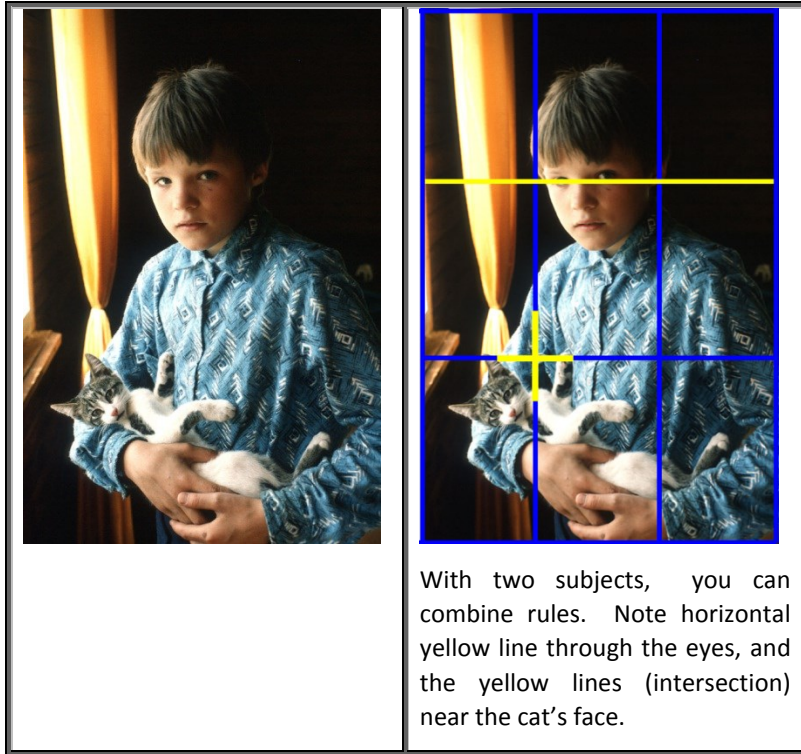 With two subjects, you can
combine rules. Note horizontal
yellow line through the eyes, and
the yellow lines (intersection)
near the cat’s face.